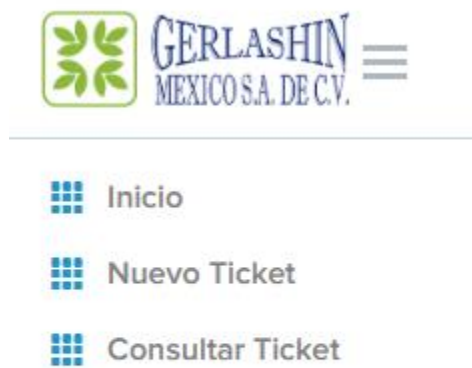 GERLASHIN
MEXICO S.A. DE C.V.
Inicio
Nuevo Ticket
Consultar Ticket